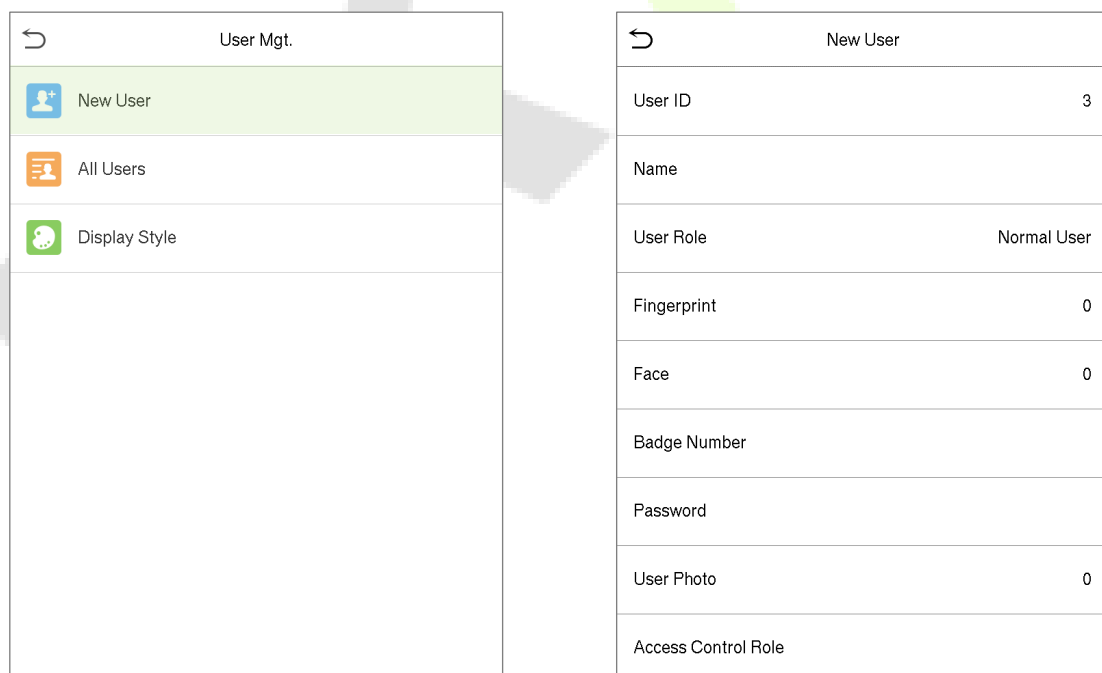 User Mgt.
New User
All Users
Display Style
New User
User ID 3
Name
User Role Normal User
Fingerprint 0
Face 0
Badge Number
Password
User Photo 0
Access Control Role